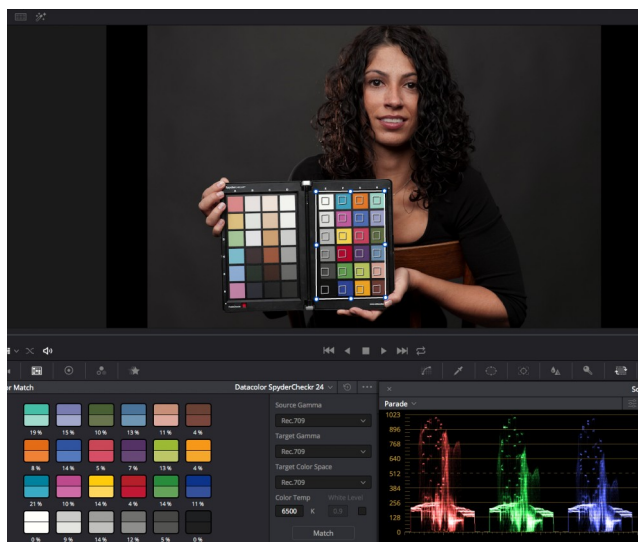 or Match
Datacolor SpyderCheckr 24
So
19 % 15 % 10 % 13 % 11 % 4 %
8 % 14 % 5 % 7 % 13 % 4 %
21 % 10 % 14 % 4 % 14 % 11 %
0 % 9 % 14 % 12 % 5 % 0 %
Source Gamma
Rec.709
Target Gamma
Rec.709
Target Color Space
Rec.709
Color Temp White Level
6500 K 0.9
Match
Parade
1023
896
768
640
512
384
256
128
0